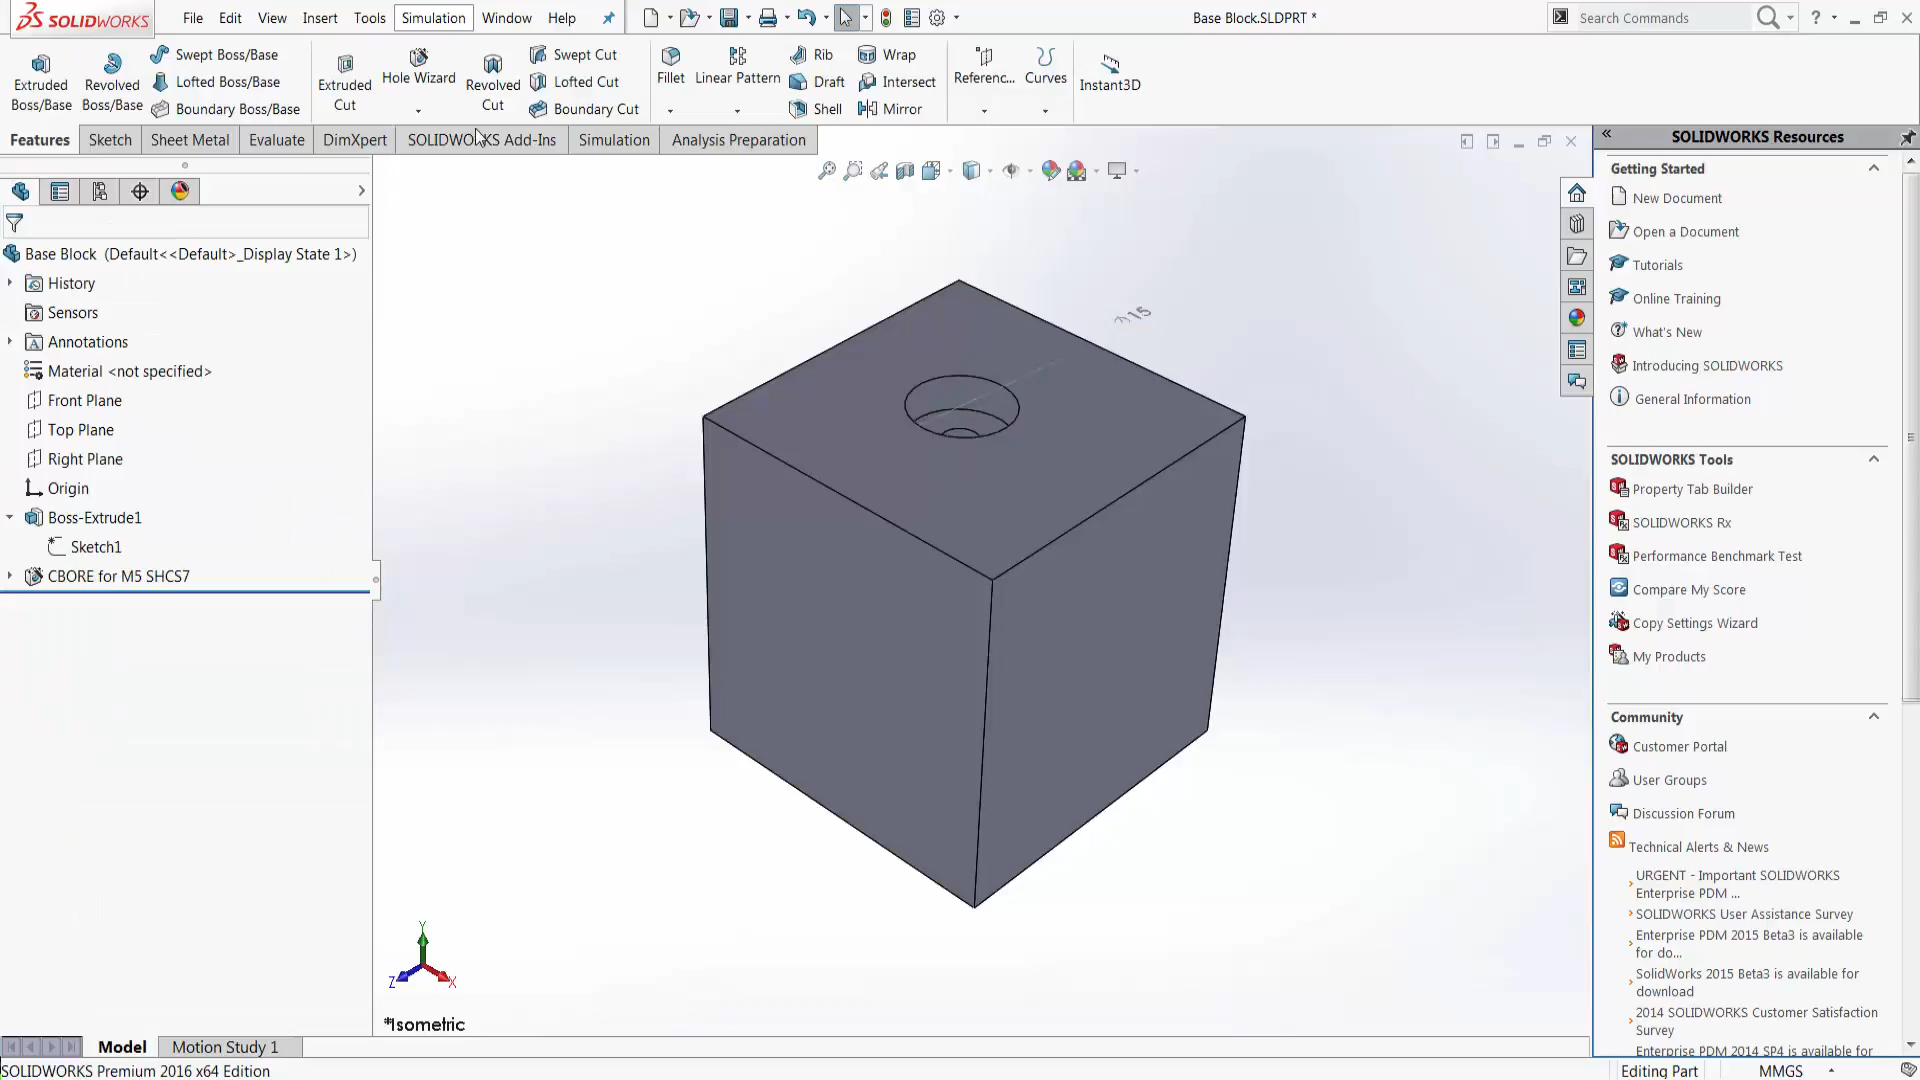 SOLIDWORKS
File Edit View Insert Tools Simulation Window Help
Base Block.SLDPRT *
Search Commands
Extruded Boss/Base
Revolved Boss/Base
Swept Boss/Base
Lofted Boss/Base
Boundary Boss/Base
Extruded Cut
Hole Wizard
Revolved Cut
Swept Cut
Lofted Cut
Boundary Cut
Fillet
Linear Pattern
Rib
Draft
Shell
Wrap
Intersect
Mirror
Referenc...
Curves
Instant3D
Features Sketch Sheet Metal Evaluate DimXpert SOLIDWORKS Add-Ins Simulation Analysis Preparation
Base Block (Default<<Default>_Display State 1>)
History
Sensors
Annotations
Material <not specified>
Front Plane
Top Plane
Right Plane
Origin
Boss-Extrude1
Sketch1
CBORE for M5 SHCS7
15
Y
Z
X
*Isometric
SOLIDWORKS Resources
Getting Started
New Document
Open a Document
Tutorials
Online Training
What's New
Introducing SOLIDWORKS
General Information
SOLIDWORKS Tools
Property Tab Builder
SOLIDWORKS Rx
Performance Benchmark Test
Compare My Score
Copy Settings Wizard
My Products
Community
Customer Portal
User Groups
Discussion Forum
Technical Alerts & News
URGENT - Important SOLIDWORKS
Enterprise PDM ...
SOLIDWORKS User Assistance Survey
Enterprise PDM 2015 Beta3 is available
for do...
SolidWorks 2015 Beta3 is available for
download
2014 SOLIDWORKS Customer Satisfaction
Survey
Enterprise PDM 2014 SP4 is available for
Model Motion Study 1
SOLIDWORKS Premium 2016 x64 Edition
Editing Part MMGS